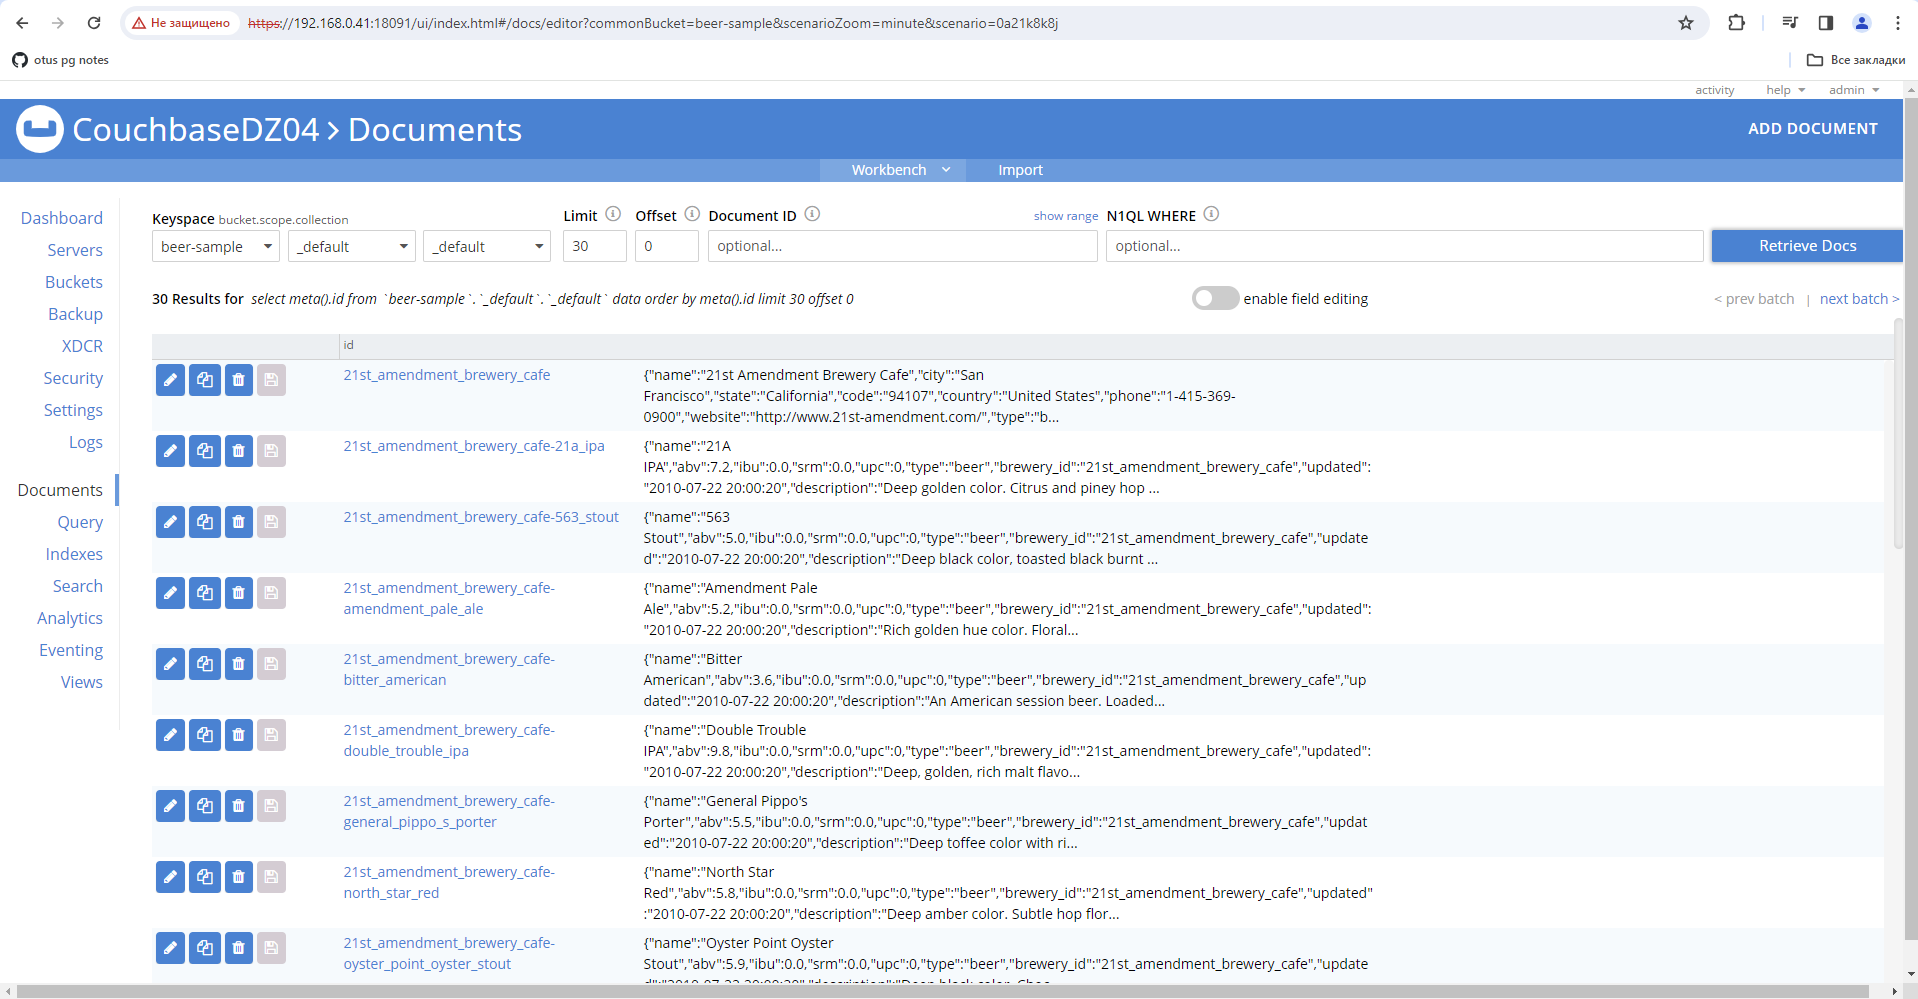 Не защищено https://192.168.0.41:18091/ui/index.html#/docs/editor?commonBucket=beer-sample&scenarioZoom=minute&scenario=0a21k8k8j
otus pg notes Все закладки
activity help admin
CouchbaseDZ04 > Documents ADD DOCUMENT
Workbench Import
Dashboard
Servers
Buckets
Backup
XDCR
Security
Settings
Logs
Documents
Query
Indexes
Search
Analytics
Eventing
Views
Keyspace bucket.scope.collection Limit Offset Document ID show range N1QL WHERE
beer-sample _default _default 30 0 optional... optional... Retrieve Docs
30 Results for select meta().id from `beer-sample`.`_default`.`_default` data order by meta().id limit 30 offset 0 enable field editing < prev batch | next batch >
id
21st_amendment_brewery_cafe
{"name":"21st Amendment Brewery Cafe","city":"San
Francisco","state":"California","code":"94107","country":"United States","phone":"1-415-369-
0900","website":"http://www.21st-amendment.com/","type":"b...
21st_amendment_brewery_cafe-21a_ipa
{"name":"21A
IPA","abv":7.2,"ibu":0.0,"srm":0.0,"upc":0,"type":"beer","brewery_id":"21st_amendment_brewery_cafe","updated":
"2010-07-22 20:00:20","description":"Deep golden color. Citrus and piney hop ...
21st_amendment_brewery_cafe-563_stout
{"name":"563
Stout","abv":5.0,"ibu":0.0,"srm":0.0,"upc":0,"type":"beer","brewery_id":"21st_amendment_brewery_cafe","update
d":"2010-07-22 20:00:20","description":"Deep black color, toasted black burnt ...
21st_amendment_brewery_cafe-
amendment_pale_ale
{"name":"Amendment Pale
Ale","abv":5.2,"ibu":0.0,"srm":0.0,"upc":0,"type":"beer","brewery_id":"21st_amendment_brewery_cafe","updated":
"2010-07-22 20:00:20","description":"Rich golden hue color. Floral...
21st_amendment_brewery_cafe-
bitter_american
{"name":"Bitter
American","abv":3.6,"ibu":0.0,"srm":0.0,"upc":0,"type":"beer","brewery_id":"21st_amendment_brewery_cafe","up
dated":"2010-07-22 20:00:20","description":"An American session beer. Loaded...
21st_amendment_brewery_cafe-
double_trouble_ipa
{"name":"Double Trouble
IPA","abv":9.8,"ibu":0.0,"srm":0.0,"upc":0,"type":"beer","brewery_id":"21st_amendment_brewery_cafe","updated":
"2010-07-22 20:00:20","description":"Deep, golden, rich malt flavo...
21st_amendment_brewery_cafe-
general_pippo_s_porter
{"name":"General Pippo's
Porter","abv":5.5,"ibu":0.0,"srm":0.0,"upc":0,"type":"beer","brewery_id":"21st_amendment_brewery_cafe","updat
ed":"2010-07-22 20:00:20","description":"Deep toffee color with ri...
21st_amendment_brewery_cafe-
north_star_red
{"name":"North Star
Red","abv":5.8,"ibu":0.0,"srm":0.0,"upc":0,"type":"beer","brewery_id":"21st_amendment_brewery_cafe","updated"
:"2010-07-22 20:00:20","description":"Deep amber color. Subtle hop flor...
21st_amendment_brewery_cafe-
oyster_point_oyster_stout
{"name":"Oyster Point Oyster
Stout","abv":5.9,"ibu":0.0,"srm":0.0,"upc":0,"type":"beer","brewery_id":"21st_amendment_brewery_cafe","update